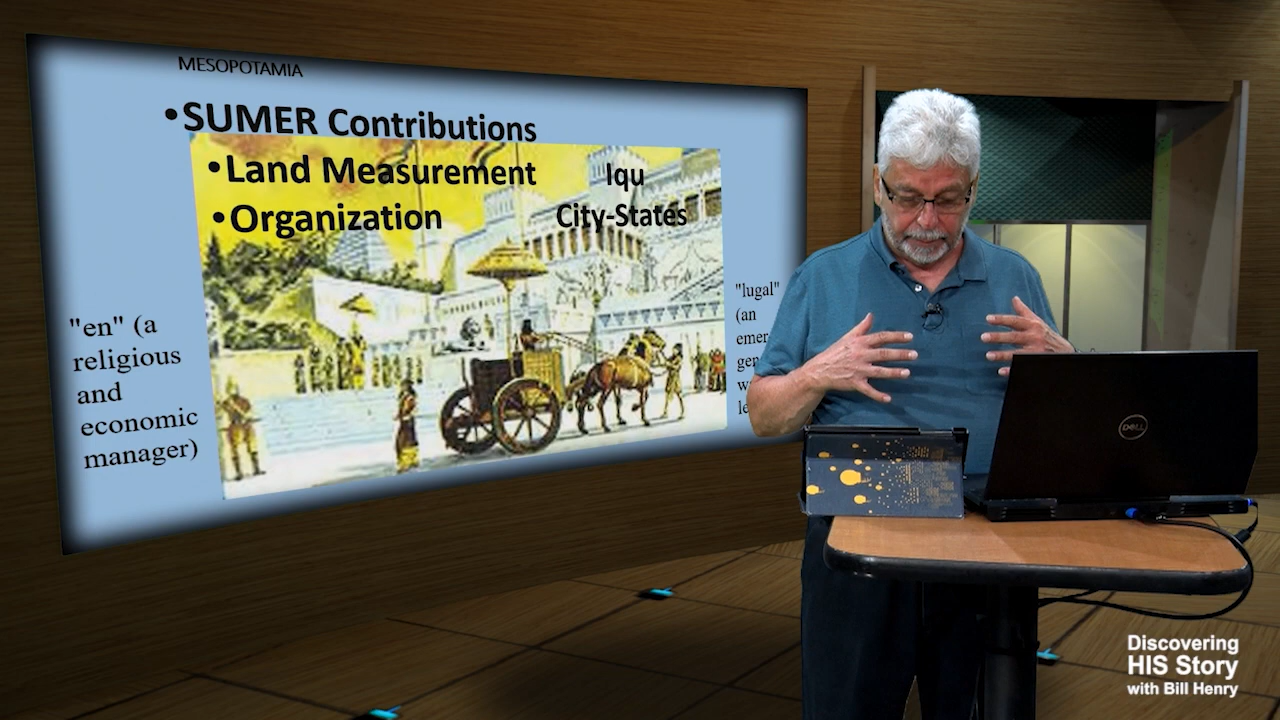 MESOPOTAMIA
•SUMER Contributions
•Land Measurement Iqu
•Organization City-States
"en" (a
religious
and
economic
manager)
"lugal"
(an
DELL
Discovering
HIS Story
with Bill Henry